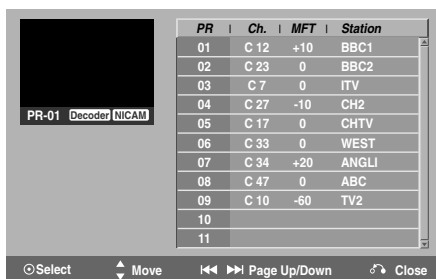 PR Ch. MFT Station
01 C 12 +10 BBC1
02 C 23 0 BBC2
03 C 7 0 ITV
04 C 27 -10 CH2
05 C 17 0 CHTV
06 C 33 0 WEST
07 C 34 +20 ANGLI
08 C 47 0 ABC
09 C 10 -60 TV2
10
11
PR-01 Decoder NICAM
Select Move Page Up/Down Close